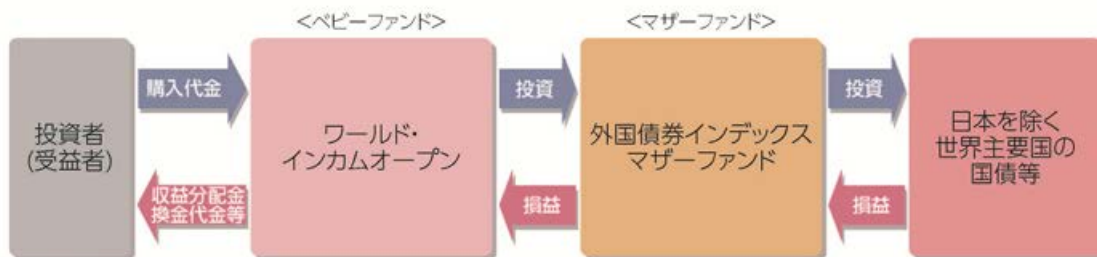 <ベビーファンド>
<マザーファンド>
投資者
(受益者)
購入代金
収益分配金
換金代金等
ワールド・
インカムオープン
投資
損益
外国債券インデックス
マザーファンド
投資
損益
日本を除く
世界主要国の
国債等